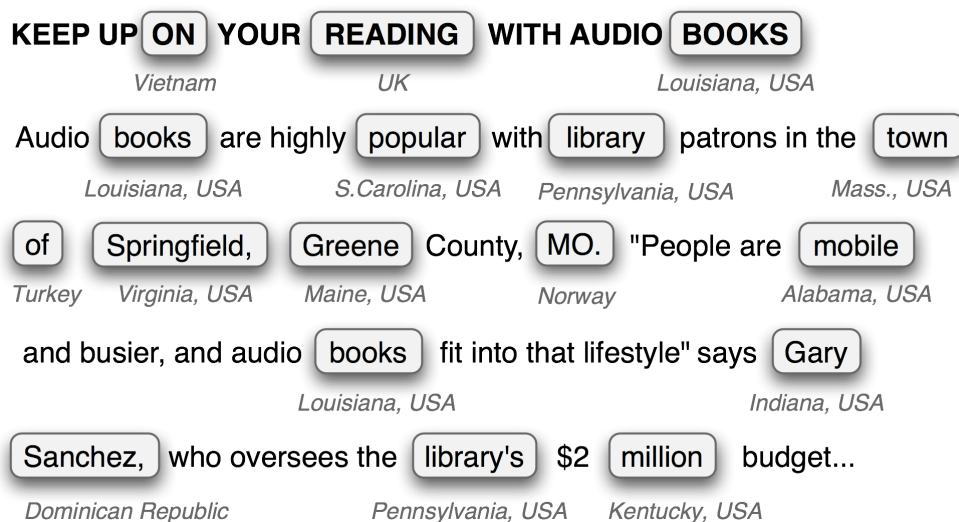 KEEP UP ON YOUR READING WITH AUDIO BOOKS
Vietnam UK Louisiana, USA
Audio books are highly popular with library patrons in the town
Louisiana, USA S.Carolina, USA Pennsylvania, USA Mass., USA
of Springfield, Greene County, MO. "People are mobile
Turkey Virginia, USA Maine, USA Norway Alabama, USA
and busier, and audio books fit into that lifestyle" says Gary
Louisiana, USA Indiana, USA
Sanchez, who oversees the library's $2 million budget...
Dominican Republic Pennsylvania, USA Kentucky, USA